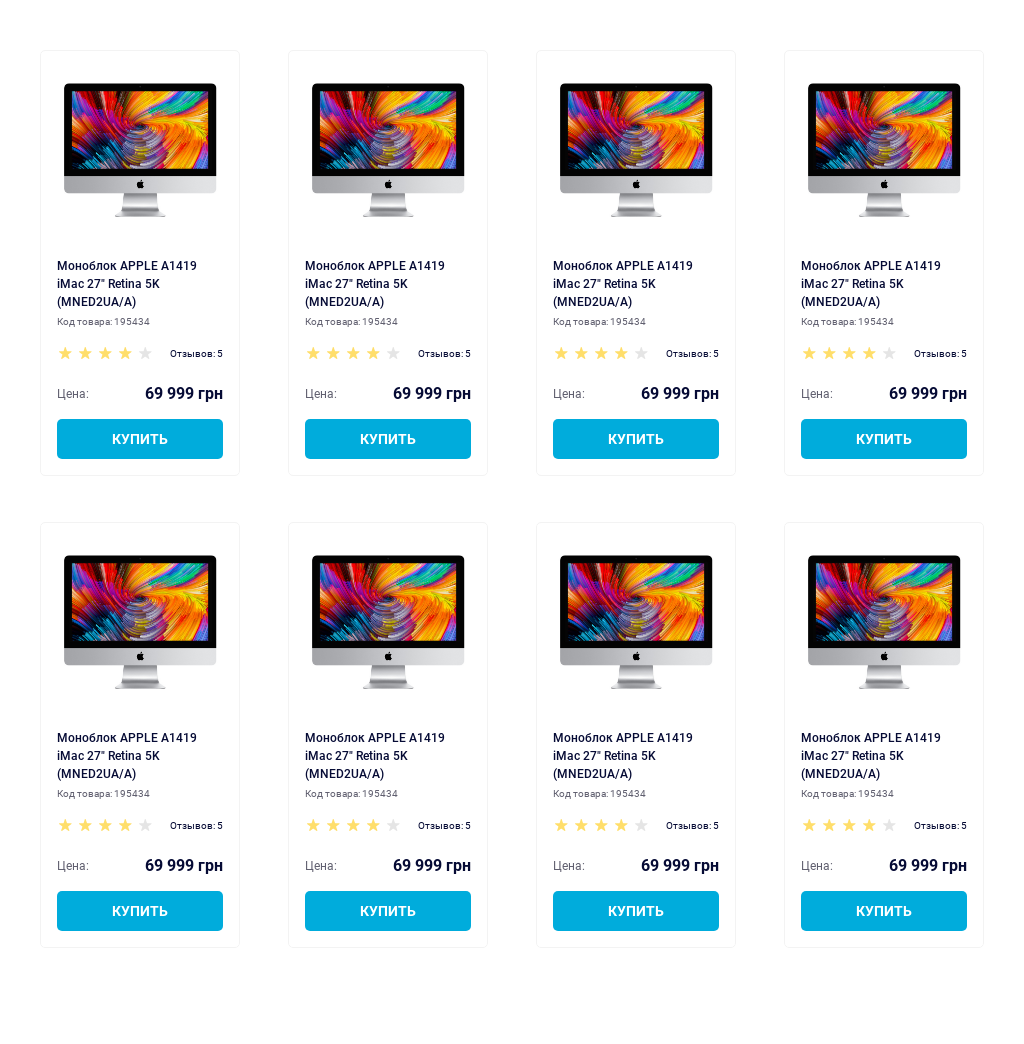 Моноблок APPLE A1419
iMac 27" Retina 5K
(MNED2UA/A)
Код товара: 195434
Отзывов: 5
Цена: 69 999 грн
КУПИТЬ
Моноблок APPLE A1419
iMac 27" Retina 5K
(MNED2UA/A)
Код товара: 195434
Отзывов: 5
Цена: 69 999 грн
КУПИТЬ
Моноблок APPLE A1419
iMac 27" Retina 5K
(MNED2UA/A)
Код товара: 195434
Отзывов: 5
Цена: 69 999 грн
КУПИТЬ
Моноблок APPLE A1419
iMac 27" Retina 5K
(MNED2UA/A)
Код товара: 195434
Отзывов: 5
Цена: 69 999 грн
КУПИТЬ
Моноблок APPLE A1419
iMac 27" Retina 5K
(MNED2UA/A)
Код товара: 195434
Отзывов: 5
Цена: 69 999 грн
КУПИТЬ
Моноблок APPLE A1419
iMac 27" Retina 5K
(MNED2UA/A)
Код товара: 195434
Отзывов: 5
Цена: 69 999 грн
КУПИТЬ
Моноблок APPLE A1419
iMac 27" Retina 5K
(MNED2UA/A)
Код товара: 195434
Отзывов: 5
Цена: 69 999 грн
КУПИТЬ
Моноблок APPLE A1419
iMac 27" Retina 5K
(MNED2UA/A)
Код товара: 195434
Отзывов: 5
Цена: 69 999 грн
КУПИТЬ